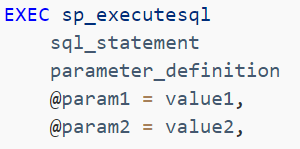 EXEC sp_executesql
sql_statement
parameter_definition
@param1 = value1,
@param2 = value2,